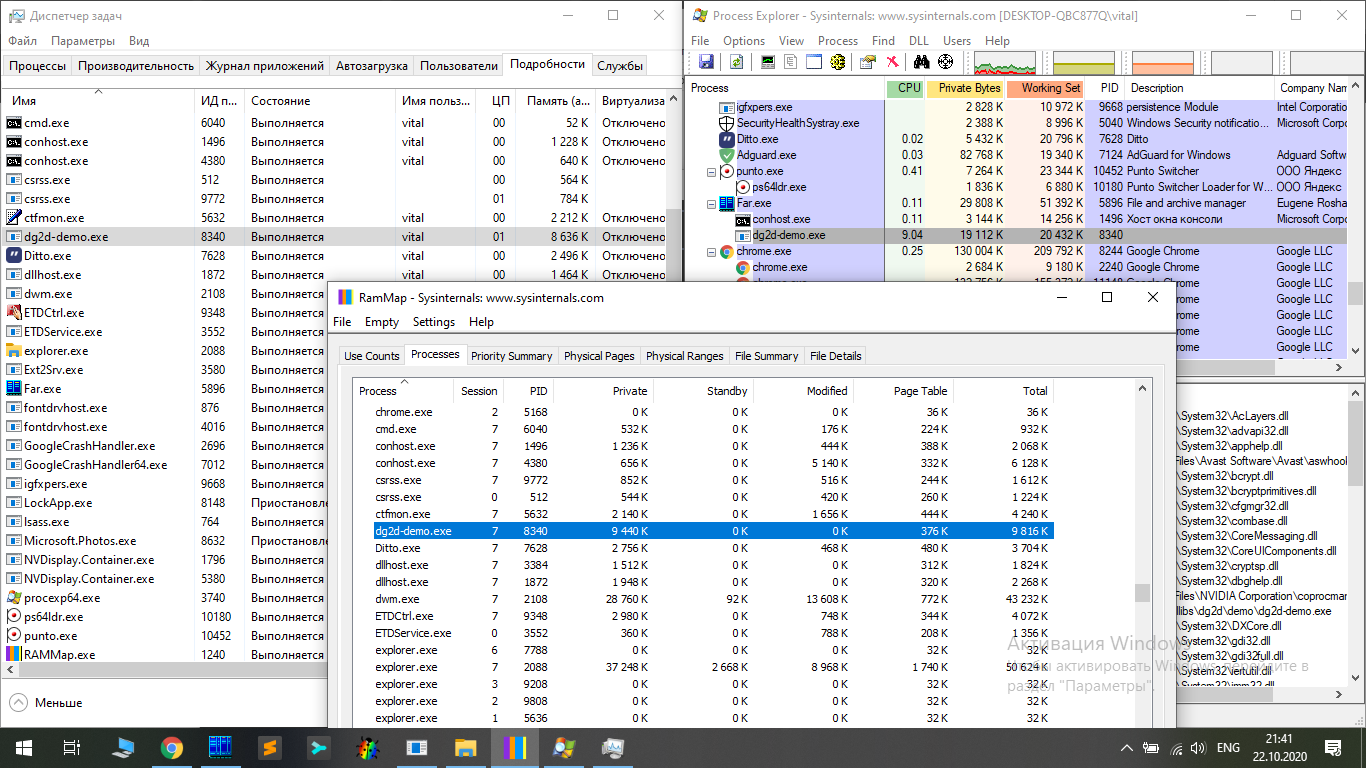 Диспетчер задач
Файл Параметры Вид
Процессы Производительность Журнал приложений Автозагрузка Пользователи Подробности Службы
Имя ИД п... Состояние Имя польз... ЦП Память (а... Виртуализа
cmd.exe 6040 Выполняется vital 00 52 K Отключено
conhost.exe 1496 Выполняется vital 00 1 228 K Отключено
conhost.exe 4380 Выполняется vital 00 640 K Отключено
csrss.exe 512 Выполняется 00 564 K
csrss.exe 9772 Выполняется 01 784 K
ctfmon.exe 5632 Выполняется vital 00 2 212 K Отключено
dg2d-demo.exe 8340 Выполняется vital 01 8 636 K Отключено
Ditto.exe 7628 Выполняется vital 00 2 496 K Отключено
dllhost.exe 1872 Выполняется vital 00 1 464 K Отключено
dwm.exe 2108 Выполняется
ETDCtrl.exe 9348 Выполняется
ETDService.exe 3552 Выполняется
explorer.exe 2088 Выполняется
Ext2Srv.exe 3580 Выполняется
Far.exe 5896 Выполняется
fontdrvhost.exe 876 Выполняется
fontdrvhost.exe 4016 Выполняется
GoogleCrashHandler.exe 2696 Выполняется
GoogleCrashHandler64.exe 7012 Выполняется
igfxpers.exe 9668 Выполняется
LockApp.exe 8148 Приостановле
lsass.exe 764 Выполняется
Microsoft.Photos.exe 8632 Приостановле
NVDisplay.Container.exe 1796 Выполняется
NVDisplay.Container.exe 5380 Выполняется
procexp64.exe 3740 Выполняется
ps64ldr.exe 10180 Выполняется
punto.exe 10452 Выполняется
RAMMap.exe 1240 Выполняется
Меньше
Process Explorer - Sysinternals: www.sysinternals.com [DESKTOP-QBC877Q\vital]
File Options View Process Find DLL Users Help
Process CPU Private Bytes Working Set PID Description Company Nam
igfxpers.exe 2 828 K 10 972 K 9668 persistence Module Intel Corporatio
SecurityHealthSystray.exe 2 388 K 8 996 K 5040 Windows Security notificatio... Microsoft Corpo
Ditto.exe 0.02 5 432 K 20 796 K 7628 Ditto
Adguard.exe 0.03 82 768 K 19 340 K 7124 AdGuard for Windows Adguard Softw
punto.exe 0.41 7 264 K 23 344 K 10452 Punto Switcher ООО Яндекс
ps64ldr.exe 1 836 K 6 880 K 10180 Punto Switcher Loader for W... ООО Яндекс
Far.exe 0.11 29 808 K 51 392 K 5896 File and archive manager Eugene Rosha
conhost.exe 0.11 3 144 K 14 256 K 1496 Хост окна консоли Microsoft Corpo
dg2d-demo.exe 9.04 19 112 K 20 432 K 8340
chrome.exe 0.25 130 004 K 209 792 K 8244 Google Chrome Google LLC
chrome.exe 2 684 K 9 180 K 2240 Google Chrome Google LLC
ome Google LLC
ome Google LLC
ome Google LLC
ome Google LLC
\System32\AcLayers.dll
\System32\advapi32.dll
\System32\apphelp.dll
Files\Avast Software\Avast\aswhook
\System32\bcrypt.dll
\System32\bcryptprimitives.dll
\System32\cfgmgr32.dll
\System32\combase.dll
\System32\CoreMessaging.dll
\System32\CoreUIComponents.dll
\System32\cryptsp.dll
\System32\dbghelp.dll
Files\NVIDIA Corporation\coprocmar
llibs\dg2d\demo\dg2d-demo.exe
\System32\DXCore.dll
\System32\gdi32.dll
\System32\gdi32full.dll
\System32\iertutil.dll
\System32\imm32.dll
RamMap - Sysinternals: www.sysinternals.com
File Empty Settings Help
Use Counts Processes Priority Summary Physical Pages Physical Ranges File Summary File Details
Process Session PID Private Standby Modified Page Table Total
chrome.exe 2 5168 0 K 0 K 0 K 36 K 36 K
cmd.exe 7 6040 532 K 0 K 176 K 224 K 932 K
conhost.exe 7 1496 1 236 K 0 K 444 K 388 K 2 068 K
conhost.exe 7 4380 656 K 0 K 5 140 K 332 K 6 128 K
csrss.exe 7 9772 852 K 0 K 516 K 244 K 1 612 K
csrss.exe 0 512 544 K 0 K 420 K 260 K 1 224 K
ctfmon.exe 7 5632 2 140 K 0 K 1 656 K 444 K 4 240 K
dg2d-demo.exe 7 8340 9 440 K 0 K 0 K 376 K 9 816 K
Ditto.exe 7 7628 2 756 K 0 K 468 K 480 K 3 704 K
dllhost.exe 7 3384 1 512 K 0 K 0 K 312 K 1 824 K
dllhost.exe 7 1872 1 948 K 0 K 0 K 320 K 2 268 K
dwm.exe 7 2108 28 760 K 92 K 13 608 K 772 K 43 232 K
ETDCtrl.exe 7 9348 2 980 K 0 K 748 K 344 K 4 072 K
ETDService.exe 0 3552 360 K 0 K 788 K 208 K 1 356 K
explorer.exe 6 7788 0 K 0 K 0 K 32 K 32 K
explorer.exe 7 2088 37 248 K 2 668 K 8 968 K 1 740 K 50 624 K
explorer.exe 3 9208 0 K 0 K 0 K 32 K 32 K
explorer.exe 2 9808 0 K 0 K 0 K 32 K 32 K
explorer.exe 1 5636 0 K 0 K 0 K 32 K 32 K
Активация Windows
Чтобы активировать Windows, перейдите в
раздел "Параметры".
ENG
21:41
22.10.2020